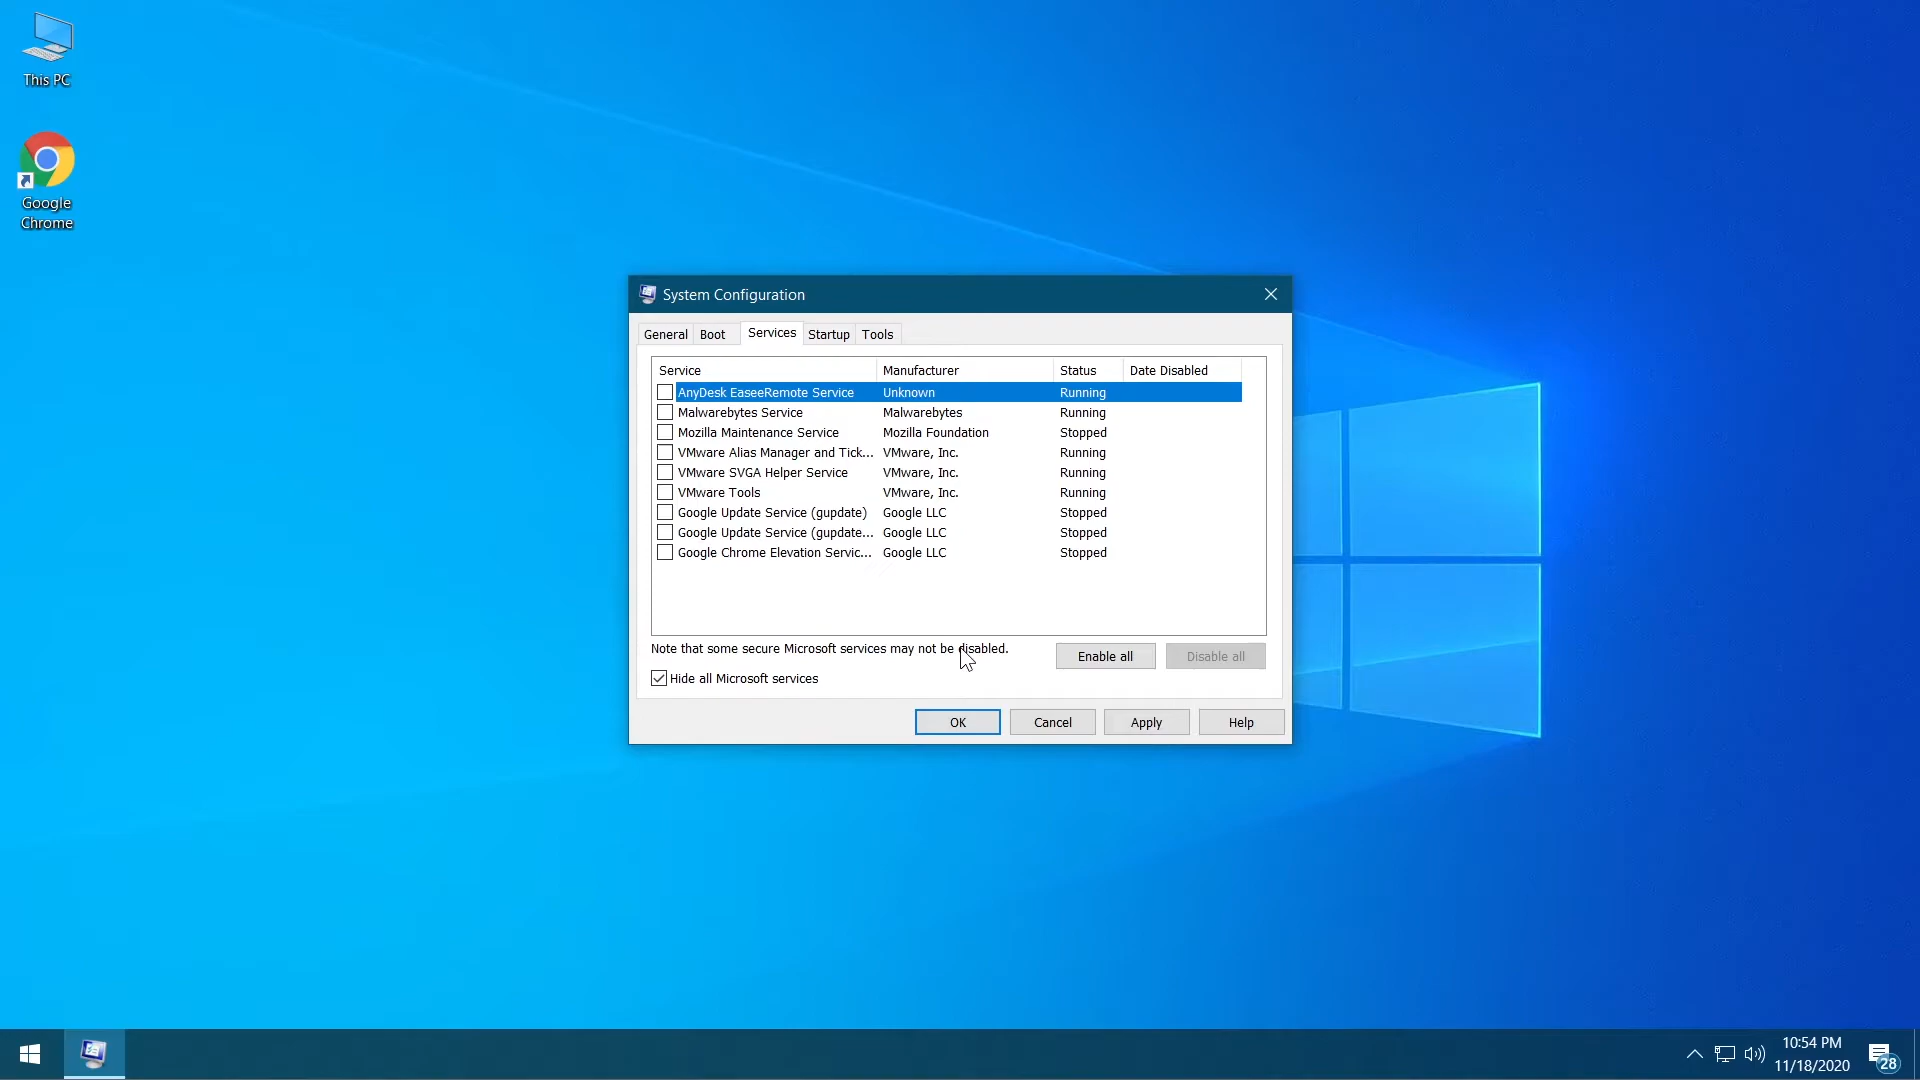 This PC
Google
Chrome
System Configuration
General Boot Services Startup Tools
Service Manufacturer Status Date Disabled
AnyDesk EaseeRemote Service Unknown Running
Malwarebytes Service Malwarebytes Running
Mozilla Maintenance Service Mozilla Foundation Stopped
VMware Alias Manager and Tick... VMware, Inc. Running
VMware SVGA Helper Service VMware, Inc. Running
VMware Tools VMware, Inc. Running
Google Update Service (gupdate) Google LLC Stopped
Google Update Service (gupdate... Google LLC Stopped
Google Chrome Elevation Servic... Google LLC Stopped
Note that some secure Microsoft services may not be disabled.
Enable all Disable all
Hide all Microsoft services
OK Cancel Apply Help
10:54 PM
11/18/2020
28